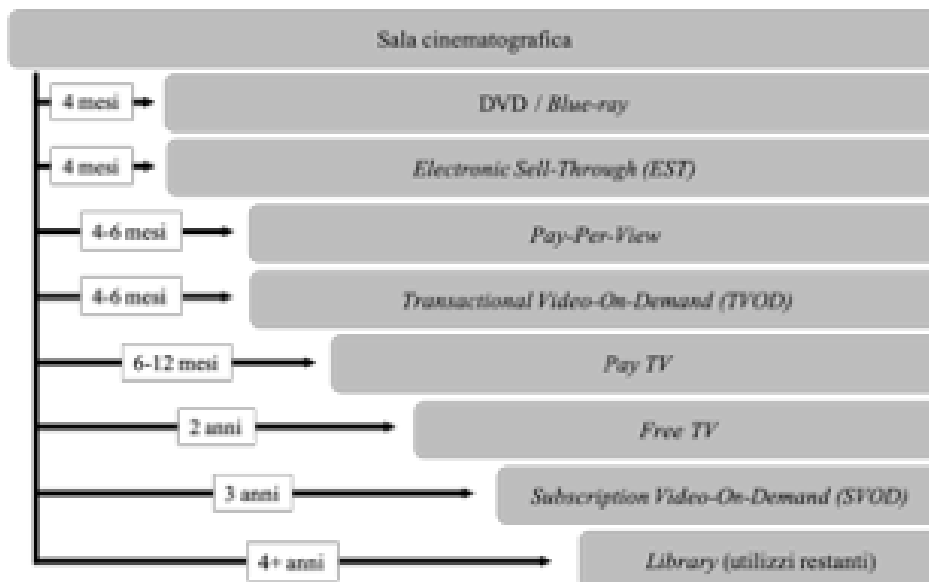 Sala cinematografica
4 mesi
DVD / Blue-ray
4 mesi
Electronic Sell-Through (EST)
4-6 mesi
Pay-Per-View
4-6 mesi
Transactional Video-On-Demand (TVOD)
6-12 mesi
Pay TV
2 anni
Free TV
3 anni
Subscription Video-On-Demand (SVOD)
4+ anni
Library (utilizzi restanti)